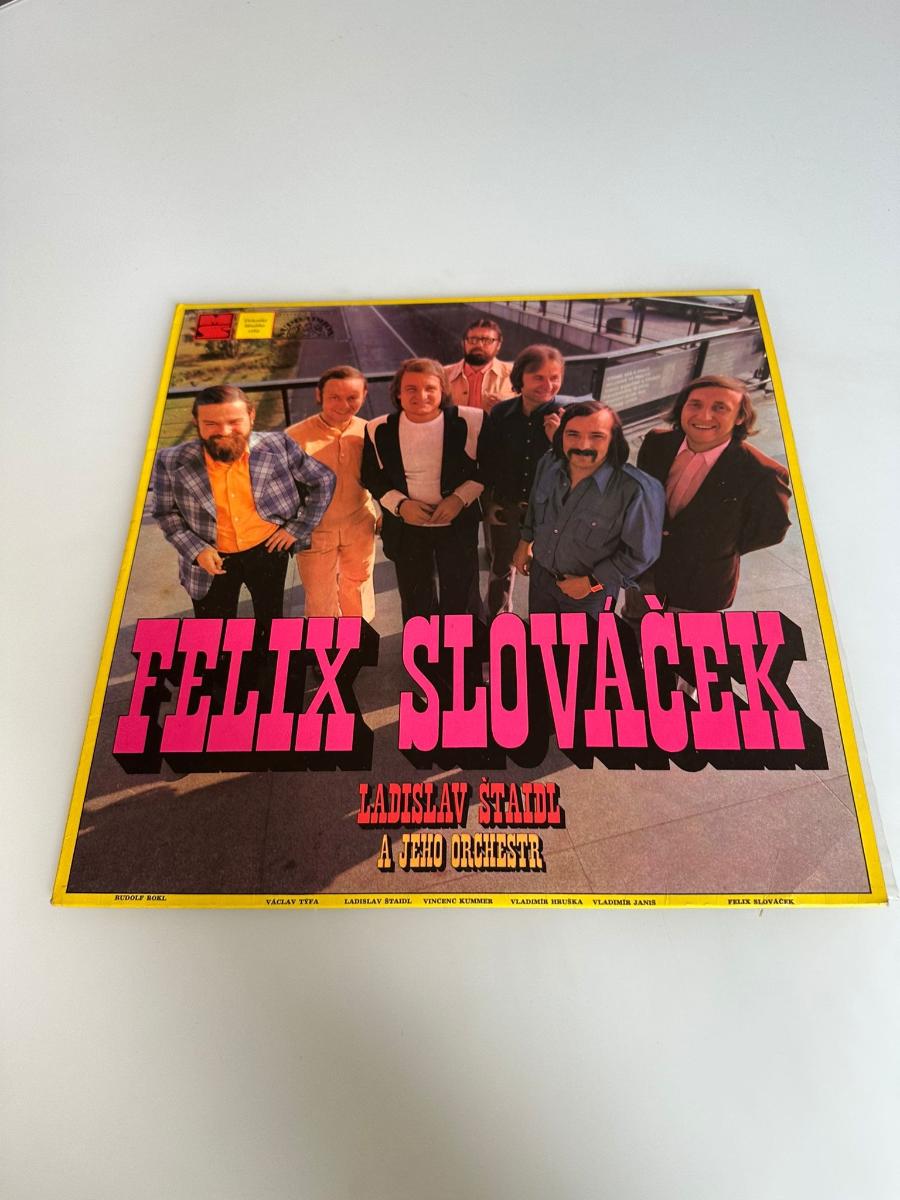 FELIX SLOVÁČEK
LADISLAV ŠTAIDL
A JEHO ORCHESTR
RUDOLF ROKL VÁCLAV TÝFA LADISLAV ŠTAIDL VINCENC KUMMER VLADIMÍR HRUŠKA VLADIMÍR JANIŠ FELIX SLOVÁČEK